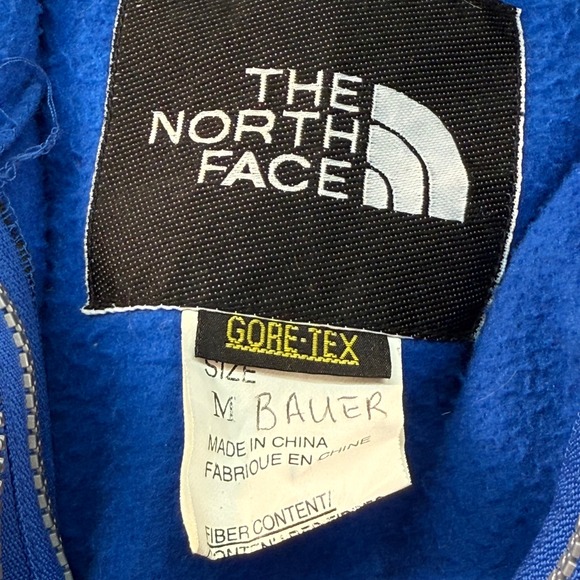 THE
NORTH
FACE
GORE-TEX
SIZE
M BAUER
MADE IN CHINA
FABRIQUE EN CHINE
FIBER CONTENT/